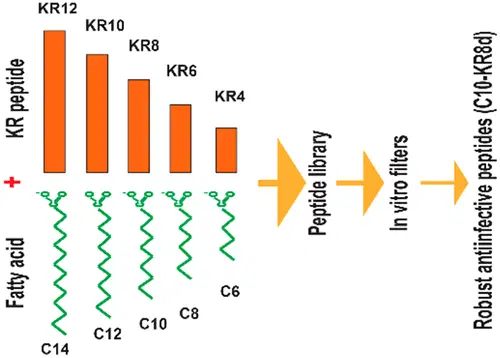 KR12
KR10
KR8
KR6
KR4
KR peptide
+
Fatty acid
C14
C12
C10
C8
C6
Peptide library
In vitro filters
Robust antiinfective peptides (C10-KR8d)